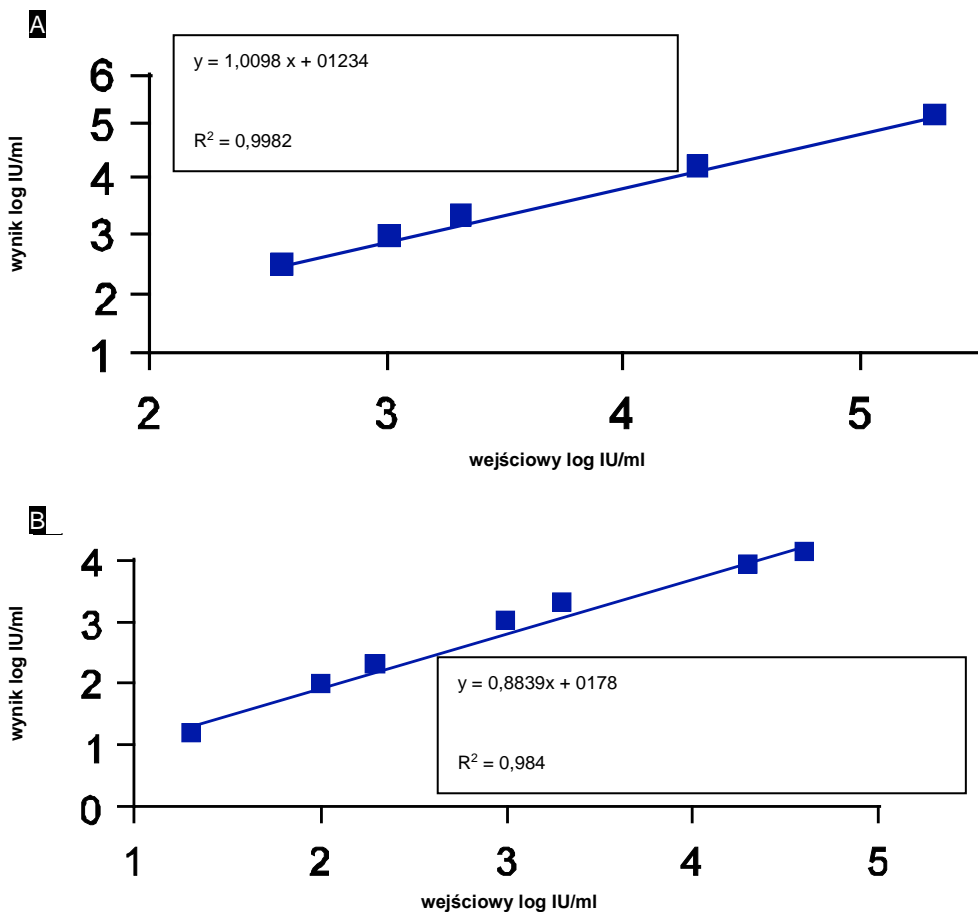 A
y = 1,0098 x + 01234
R² = 0,9982
wynik log IU/ml
6
5
4
3
2
1
2 3 4 5
wejściowy log IU/ml
B
y = 0,8839x + 0178
R² = 0,984
wynik log IU/ml
4
3
2
1
0
1 2 3 4 5
wejściowy log IU/ml